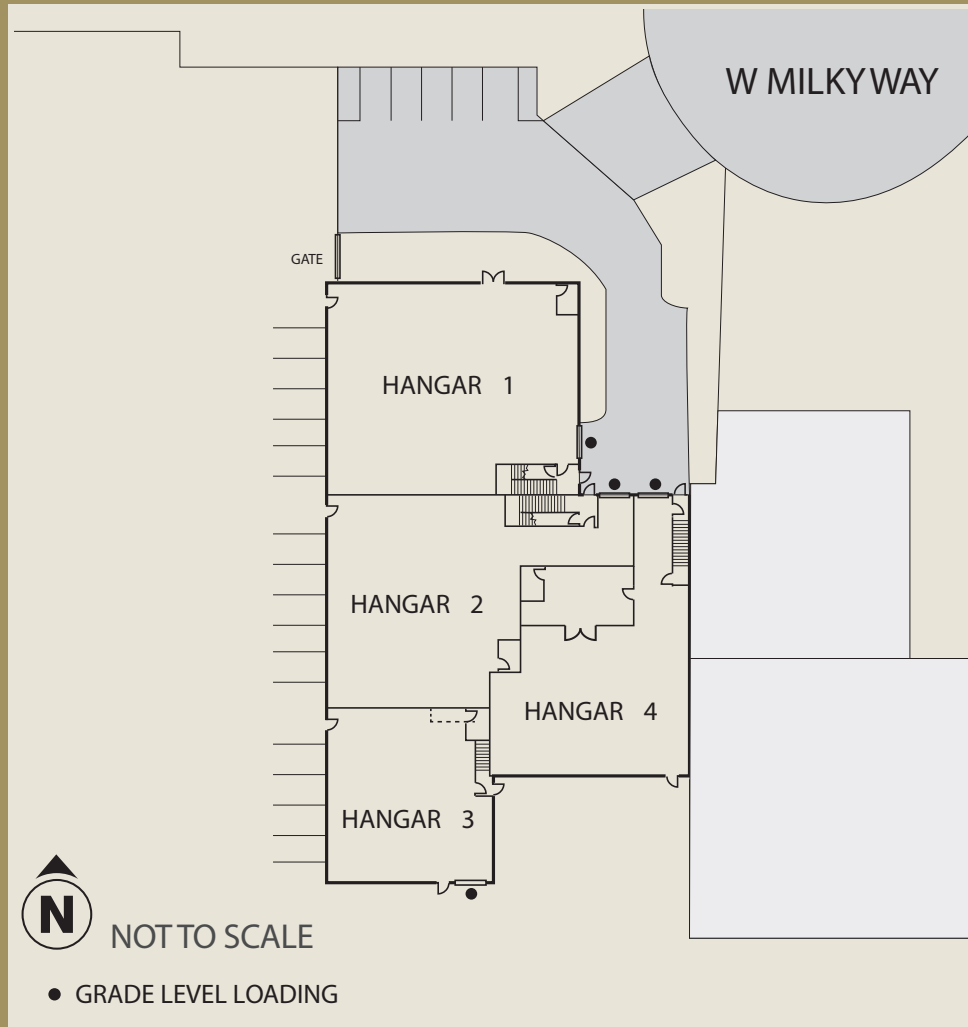 W MILKY WAY
GATE
HANGAR 1
HANGAR 2
HANGAR 4
HANGAR 3
N
NOT TO SCALE
GRADE LEVEL LOADING